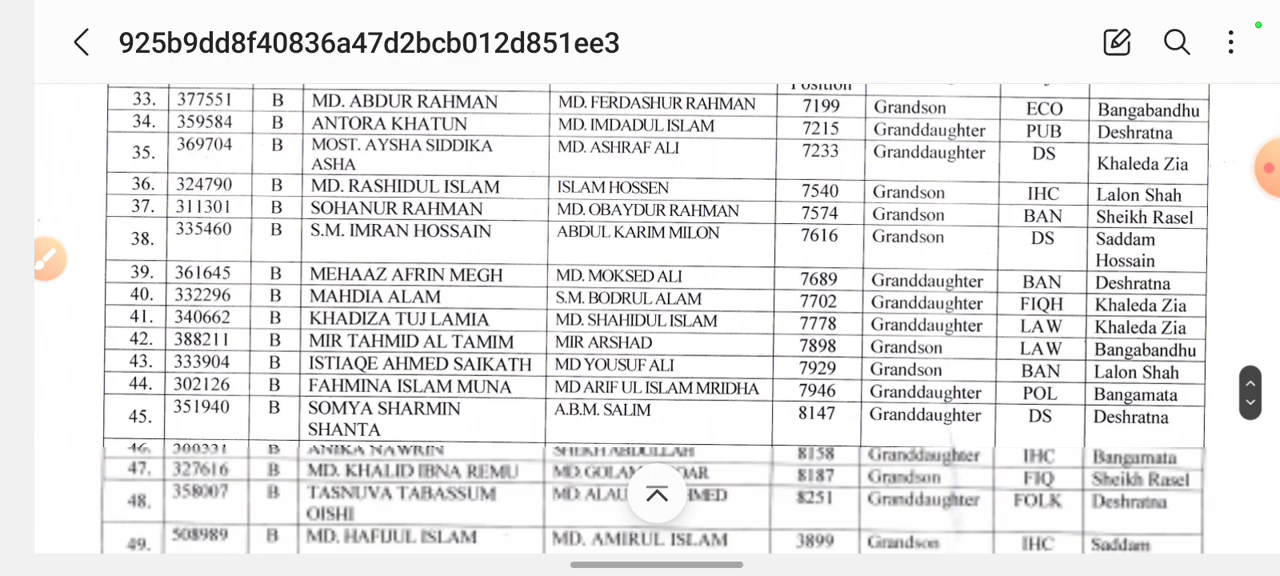 925b9dd8f40836a47d2bcb012d851ee3
Position
33. 377551 B MD. ABDUR RAHMAN MD. FERDASHUR RAHMAN 7199 Grandson ECO Bangabandhu
34. 359584 B ANTORA KHATUN MD. IMDADUL ISLAM 7215 Granddaughter PUB Deshratna
35. 369704 B MOST. AYSHA SIDDIKA MD. ASHRAF ALI 7233 Granddaughter DS Khaleda Zia
ASHA
36. 324790 B MD. RASHIDUL ISLAM ISLAM HOSSEN 7540 Grandson IHC Lalon Shah
37. 311301 B SOHANUR RAHMAN MD. OBAYDUR RAHMAN 7574 Grandson BAN Sheikh Rasel
38. 335460 B S.M. IMRAN HOSSAIN ABDUL KARIM MILON 7616 Grandson DS Saddam
Hossain
39. 361645 B MEHAAZ AFRIN MEGH MD. MOKSED ALI 7689 Granddaughter BAN Deshratna
40. 332296 B MAHDIA ALAM S.M. BODRUL ALAM 7702 Granddaughter FIQH Khaleda Zia
41. 340662 B KHADIZA TUJ LAMIA MD. SHAHIDUL ISLAM 7778 Granddaughter LAW Khaleda Zia
42. 388211 B MIR TAHMID AL TAMIM MIR ARSHAD 7898 Grandson LAW Bangabandhu
43. 333904 B ISTIAQE AHMED SAIKATH MD YOUSUF ALI 7929 Grandson BAN Lalon Shah
44. 302126 B FAHMINA ISLAM MUNA MD ARIF UL ISLAM MRIDHA 7946 Granddaughter POL Bangamata
45. 351940 B SOMYA SHARMIN A.B.M. SALIM 8147 Granddaughter DS Deshratna
SHANTA
46. 300331 B ANIKA NAWRIN SHEIKH ABDULLAH 8158 Granddaughter IHC Bangamata
47. 327616 B MD. KHALID IBNA REMU MD. 8187 Grandson FIQ Sheikh Rasel
48. 358007 B TASNUVA TABASSUM MD. 8251 Granddaughter FOLK Deshratna
OISHI
49. 508989 B MD. HAFIJUL ISLAM MD. AMIRUL ISLAM 3899 Grandson IHC Saddam